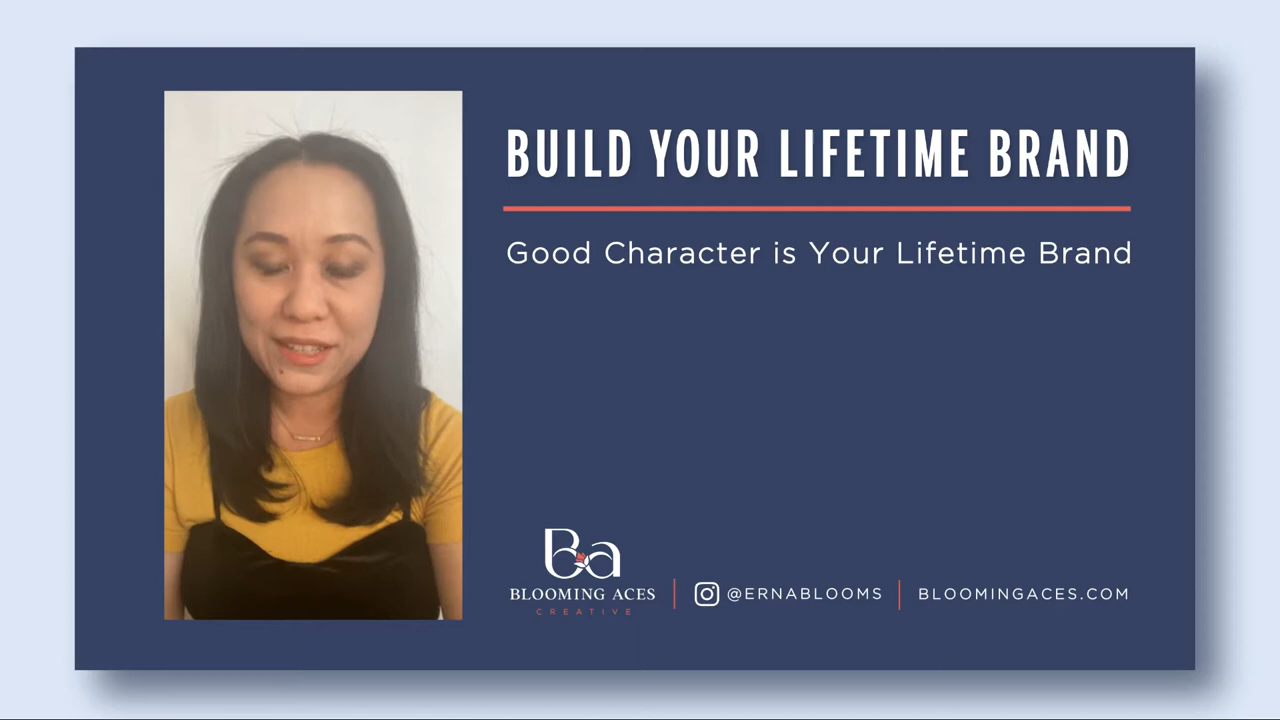 BUILD YOUR LIFETIME BRAND
Good Character is Your Lifetime Brand
Ba
BLOOMING ACES
CREATIVE
@ERNABLOOMS
BLOOMINGACES.COM